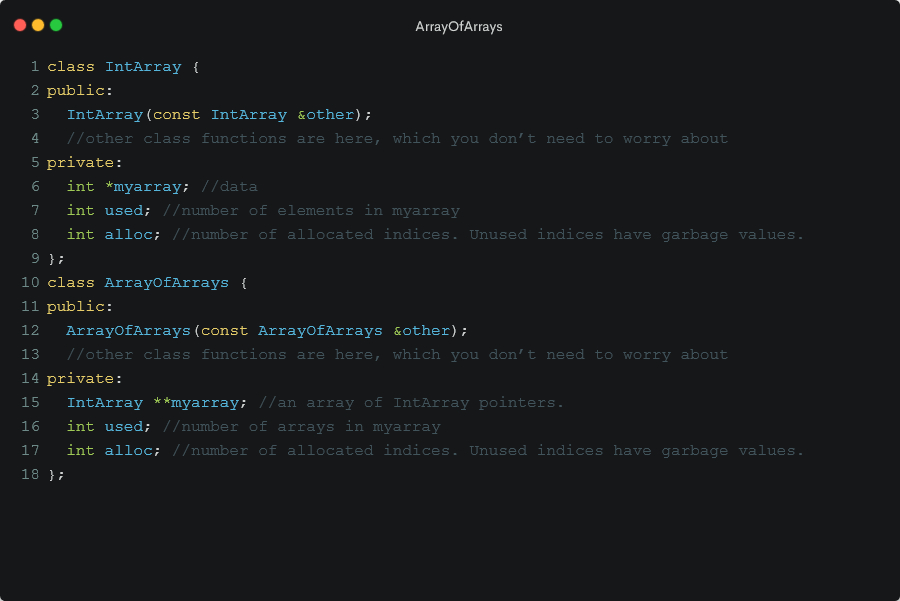 ArrayOfArrays
1 class IntArray {
2 public:
3   IntArray(const IntArray &other);
4   //other class functions are here, which you don’t need to worry about
5 private:
6   int *myarray; //data
7   int used; //number of elements in myarray
8   int alloc; //number of allocated indices. Unused indices have garbage values.
9 };
10 class ArrayOfArrays {
11 public:
12   ArrayOfArrays(const ArrayOfArrays &other);
13   //other class functions are here, which you don’t need to worry about
14 private:
15   IntArray **myarray; //an array of IntArray pointers.
16   int used; //number of arrays in myarray
17   int alloc; //number of allocated indices. Unused indices have garbage values.
18 };